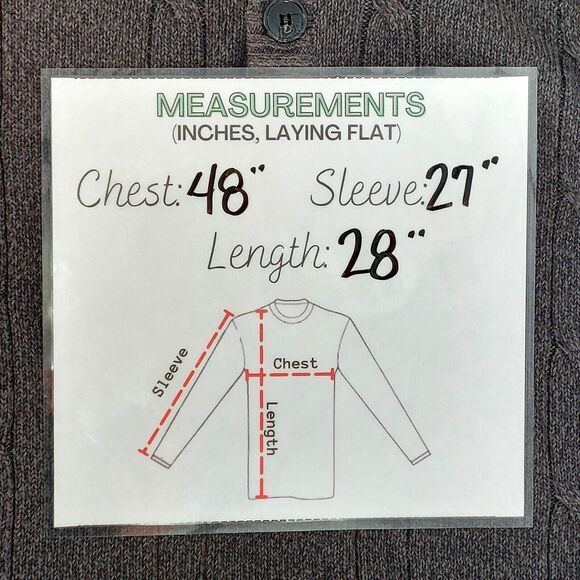 MEASUREMENTS
(INCHES, LAYING FLAT)
Chest: 48" Sleeve: 27"
Length: 28"
Sleeve
Chest
Length